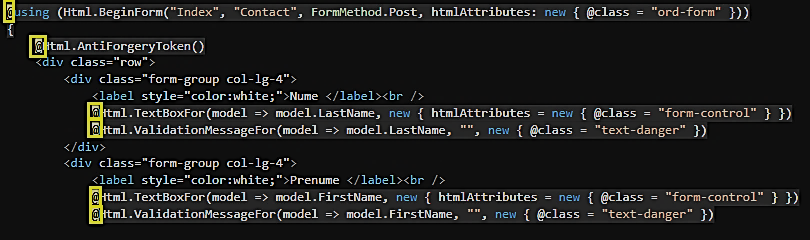 @using (Html.BeginForm("Index", "Contact", FormMethod.Post, htmlAttributes: new { @class = "ord-form" }))
{
@Html.AntiForgeryToken()
<div class="row">
<div class="form-group col-lg-4">
<label style="color:white;">Nume </label><br />
@Html.TextBoxFor(model => model.LastName, new { htmlAttributes = new { @class = "form-control" } })
@Html.ValidationMessageFor(model => model.LastName, "", new { @class = "text-danger" })
</div>
<div class="form-group col-lg-4">
<label style="color:white;">Prenume </label><br />
@Html.TextBoxFor(model => model.FirstName, new { htmlAttributes = new { @class = "form-control" } })
@Html.ValidationMessageFor(model => model.FirstName, "", new { @class = "text-danger" })